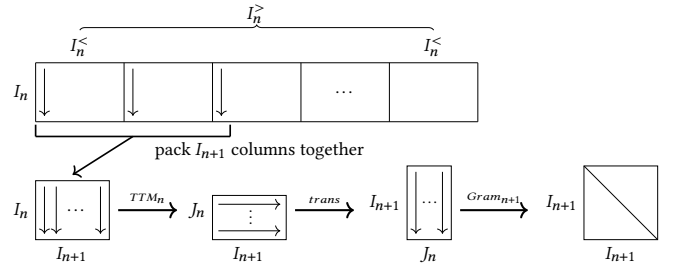 I_n^>
I_n^< I_n^<
I_n ...
pack I_{n+1} columns together
I_n ... TTM_n J_n ⋮ trans I_{n+1} ... Gram_{n+1} I_{n+1}
I_{n+1} I_{n+1} J_n I_{n+1}